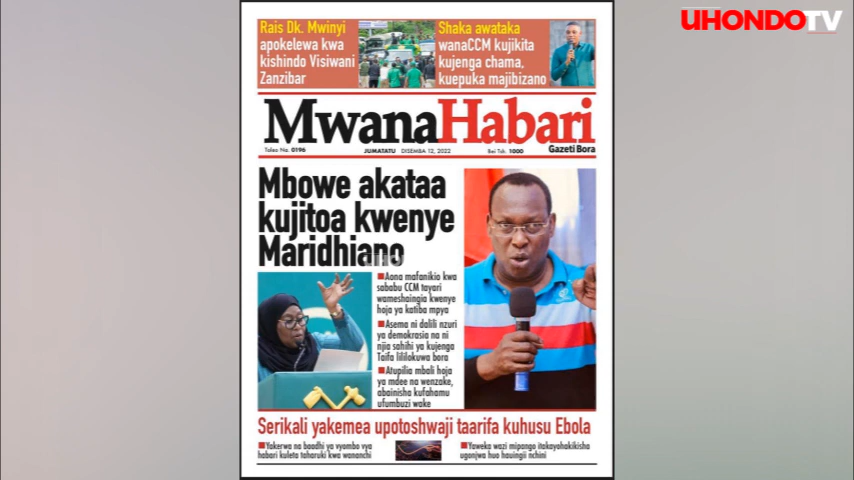 UHONDOTV
Rais Dk. Mwinyi
apokelewa kwa
kishindo Visiwani
Zanzibar
Shaka awataka
wanaCCM kujikita
kujenga chama,
kuepuka majibizano
MwanaHabari
Toleo Na. 0196
JUMATATU DISEMBA 12, 2022
Bei Tsh. 1000
Gazeti Bora
Mbowe akataa
kujitoa kwenye
Maridhiano
Aona mafanikio kwa
sababu CCM tayari
wameshaingia kwenye
hoja ya katiba mpya
Asema ni dalili nzuri
ya demokrasia na ni
njia sahihi ya kujenga
Taifa lililokuwa bora
Atupilia mbali hoja
ya mdee na wenzake,
abainisha kufahamu
ufumbuzi wake
Serikali yakemea upotoshwaji taarifa kuhusu Ebola
Yakerwa na baadhi ya vyombo vya
habari kuleta taharuki kwa wananchi
Yaweka wazi mipango itakayohakikisha
ugonjwa huo hauingii nchini